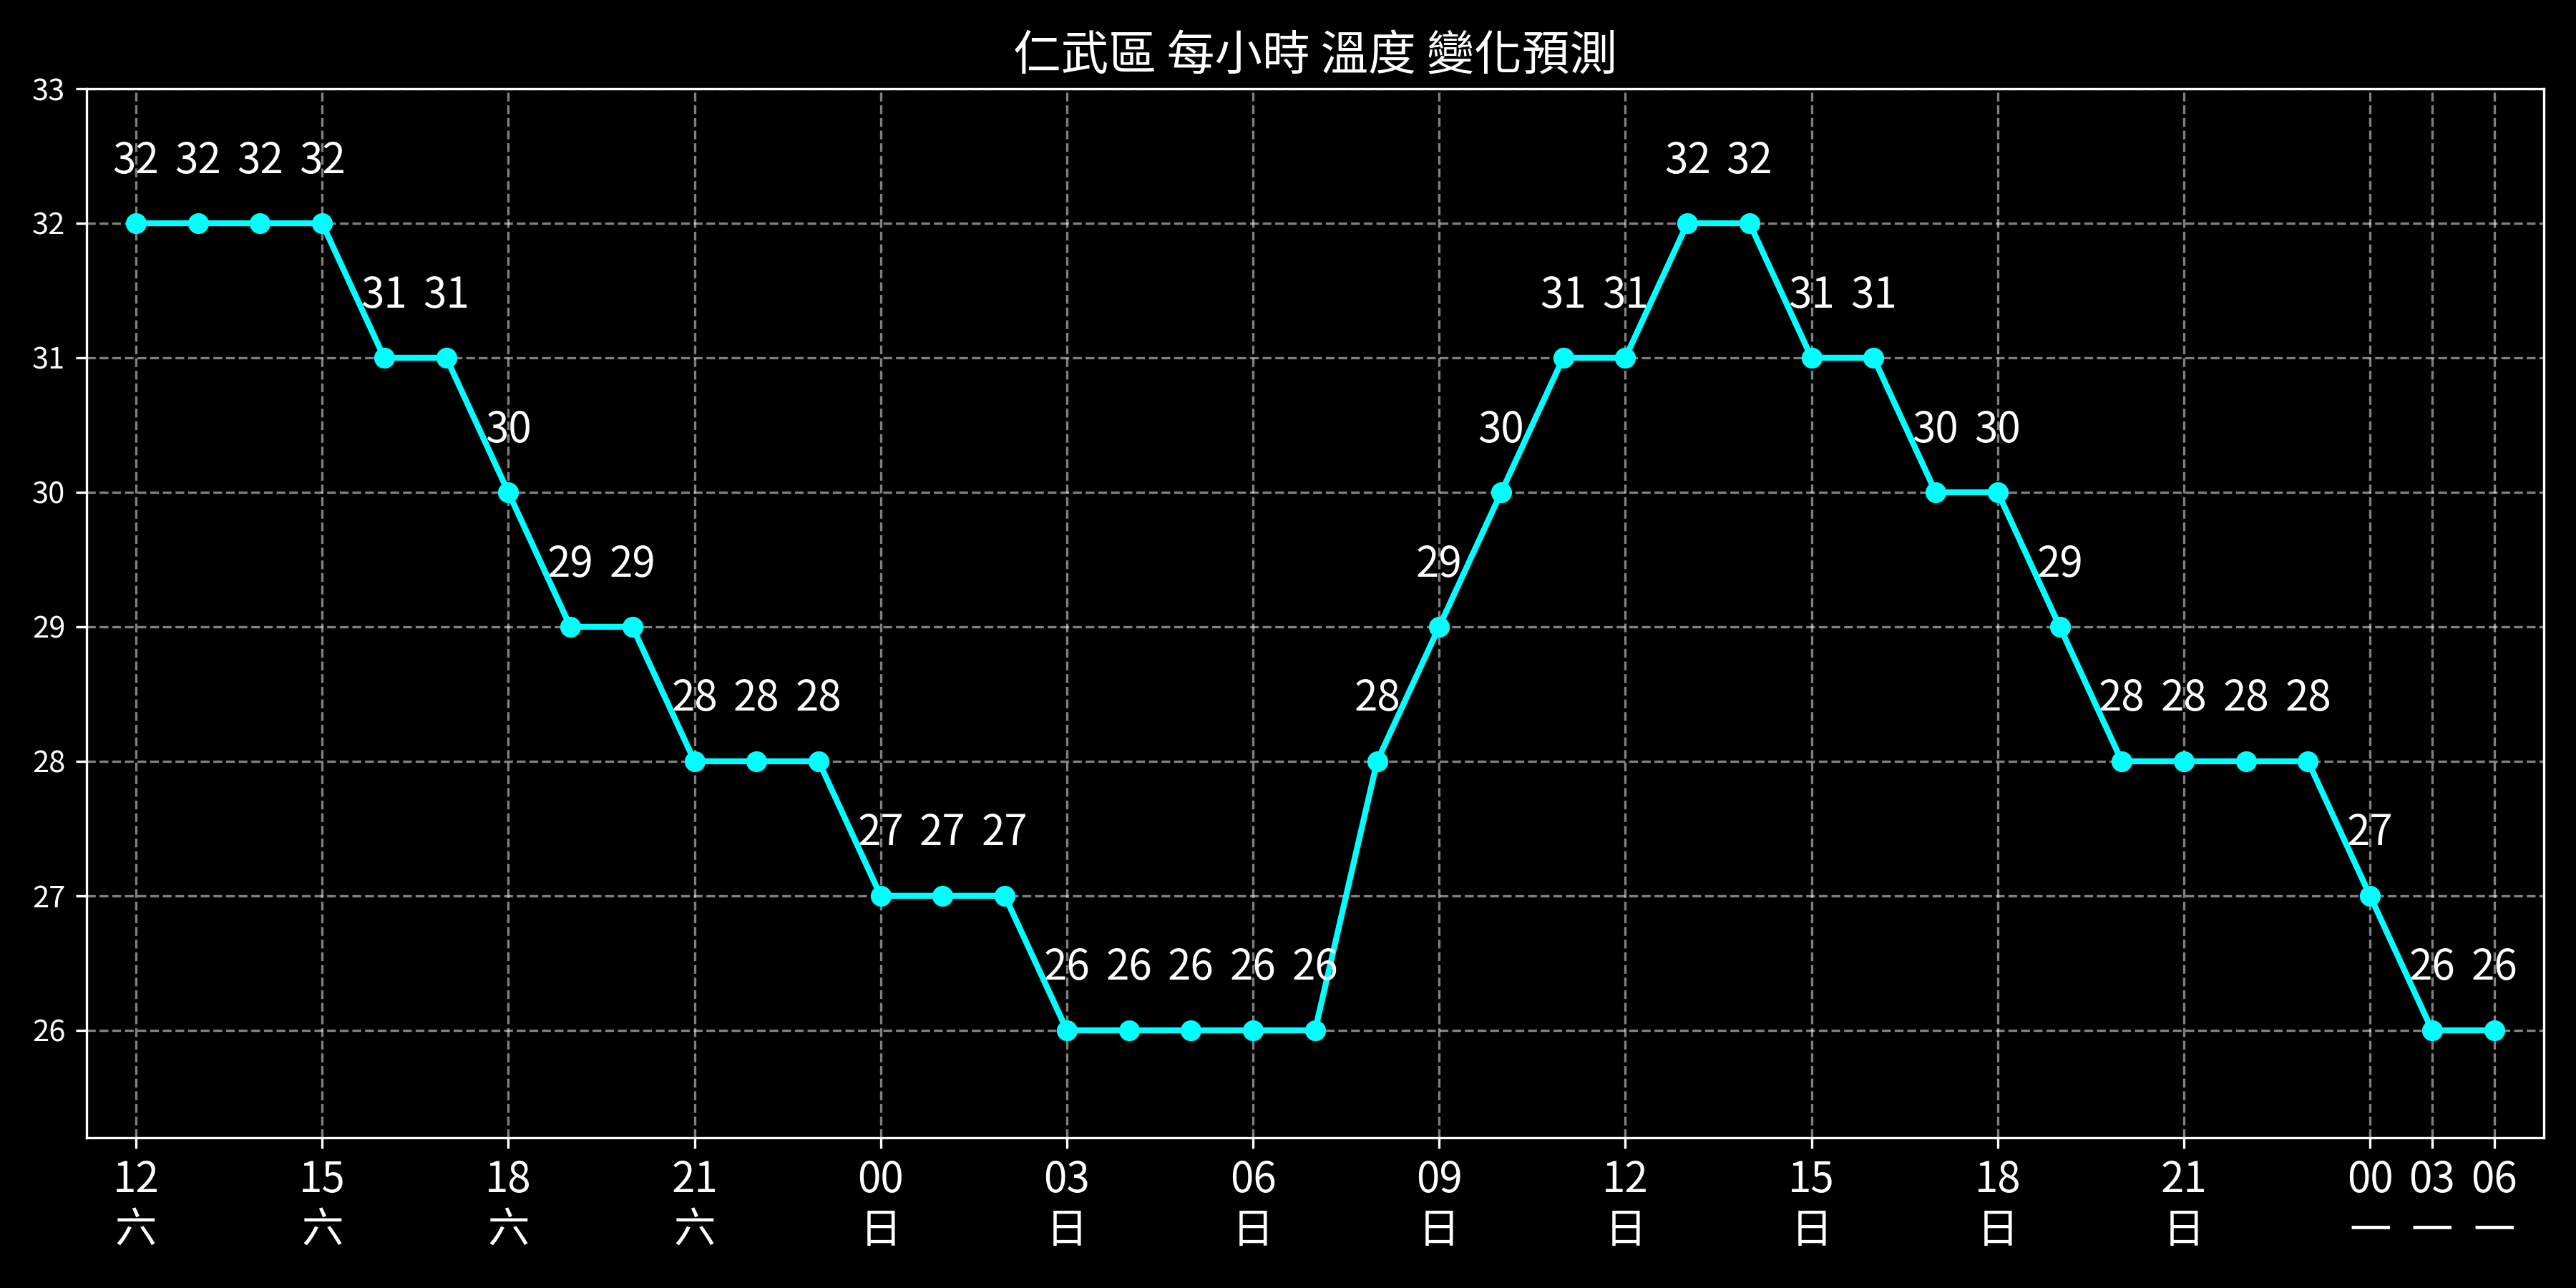 仁武區 每小時 溫度 變化預測
33
32 32 32 32 32 32
32
31 31 31 31 31 31
31
30 30 30 30
30
29 29 29 29
29
28 28 28 28 28 28 28 28
28
27 27 27 27
27
26 26 26 26 26 26 26
26
12 15 18 21 00 03 06 09 12 15 18 21 00 03 06
六 六 六 六 日 日 日 日 日 日 日 日 一 一 一